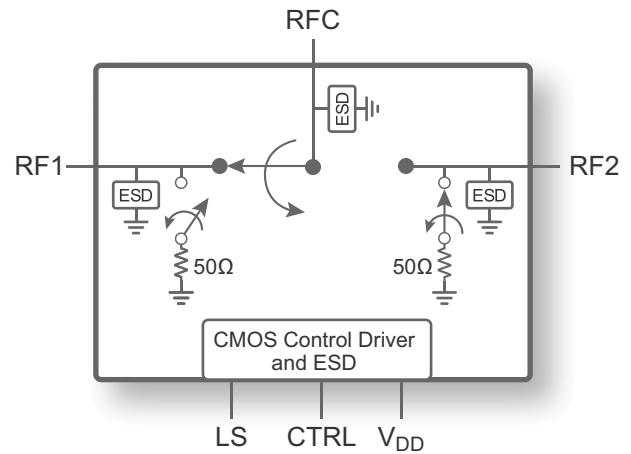 RFC
ESD
RF1
RF2
ESD
ESD
50Ω
50Ω
CMOS Control Driver
and ESD
LS
CTRL
VDD